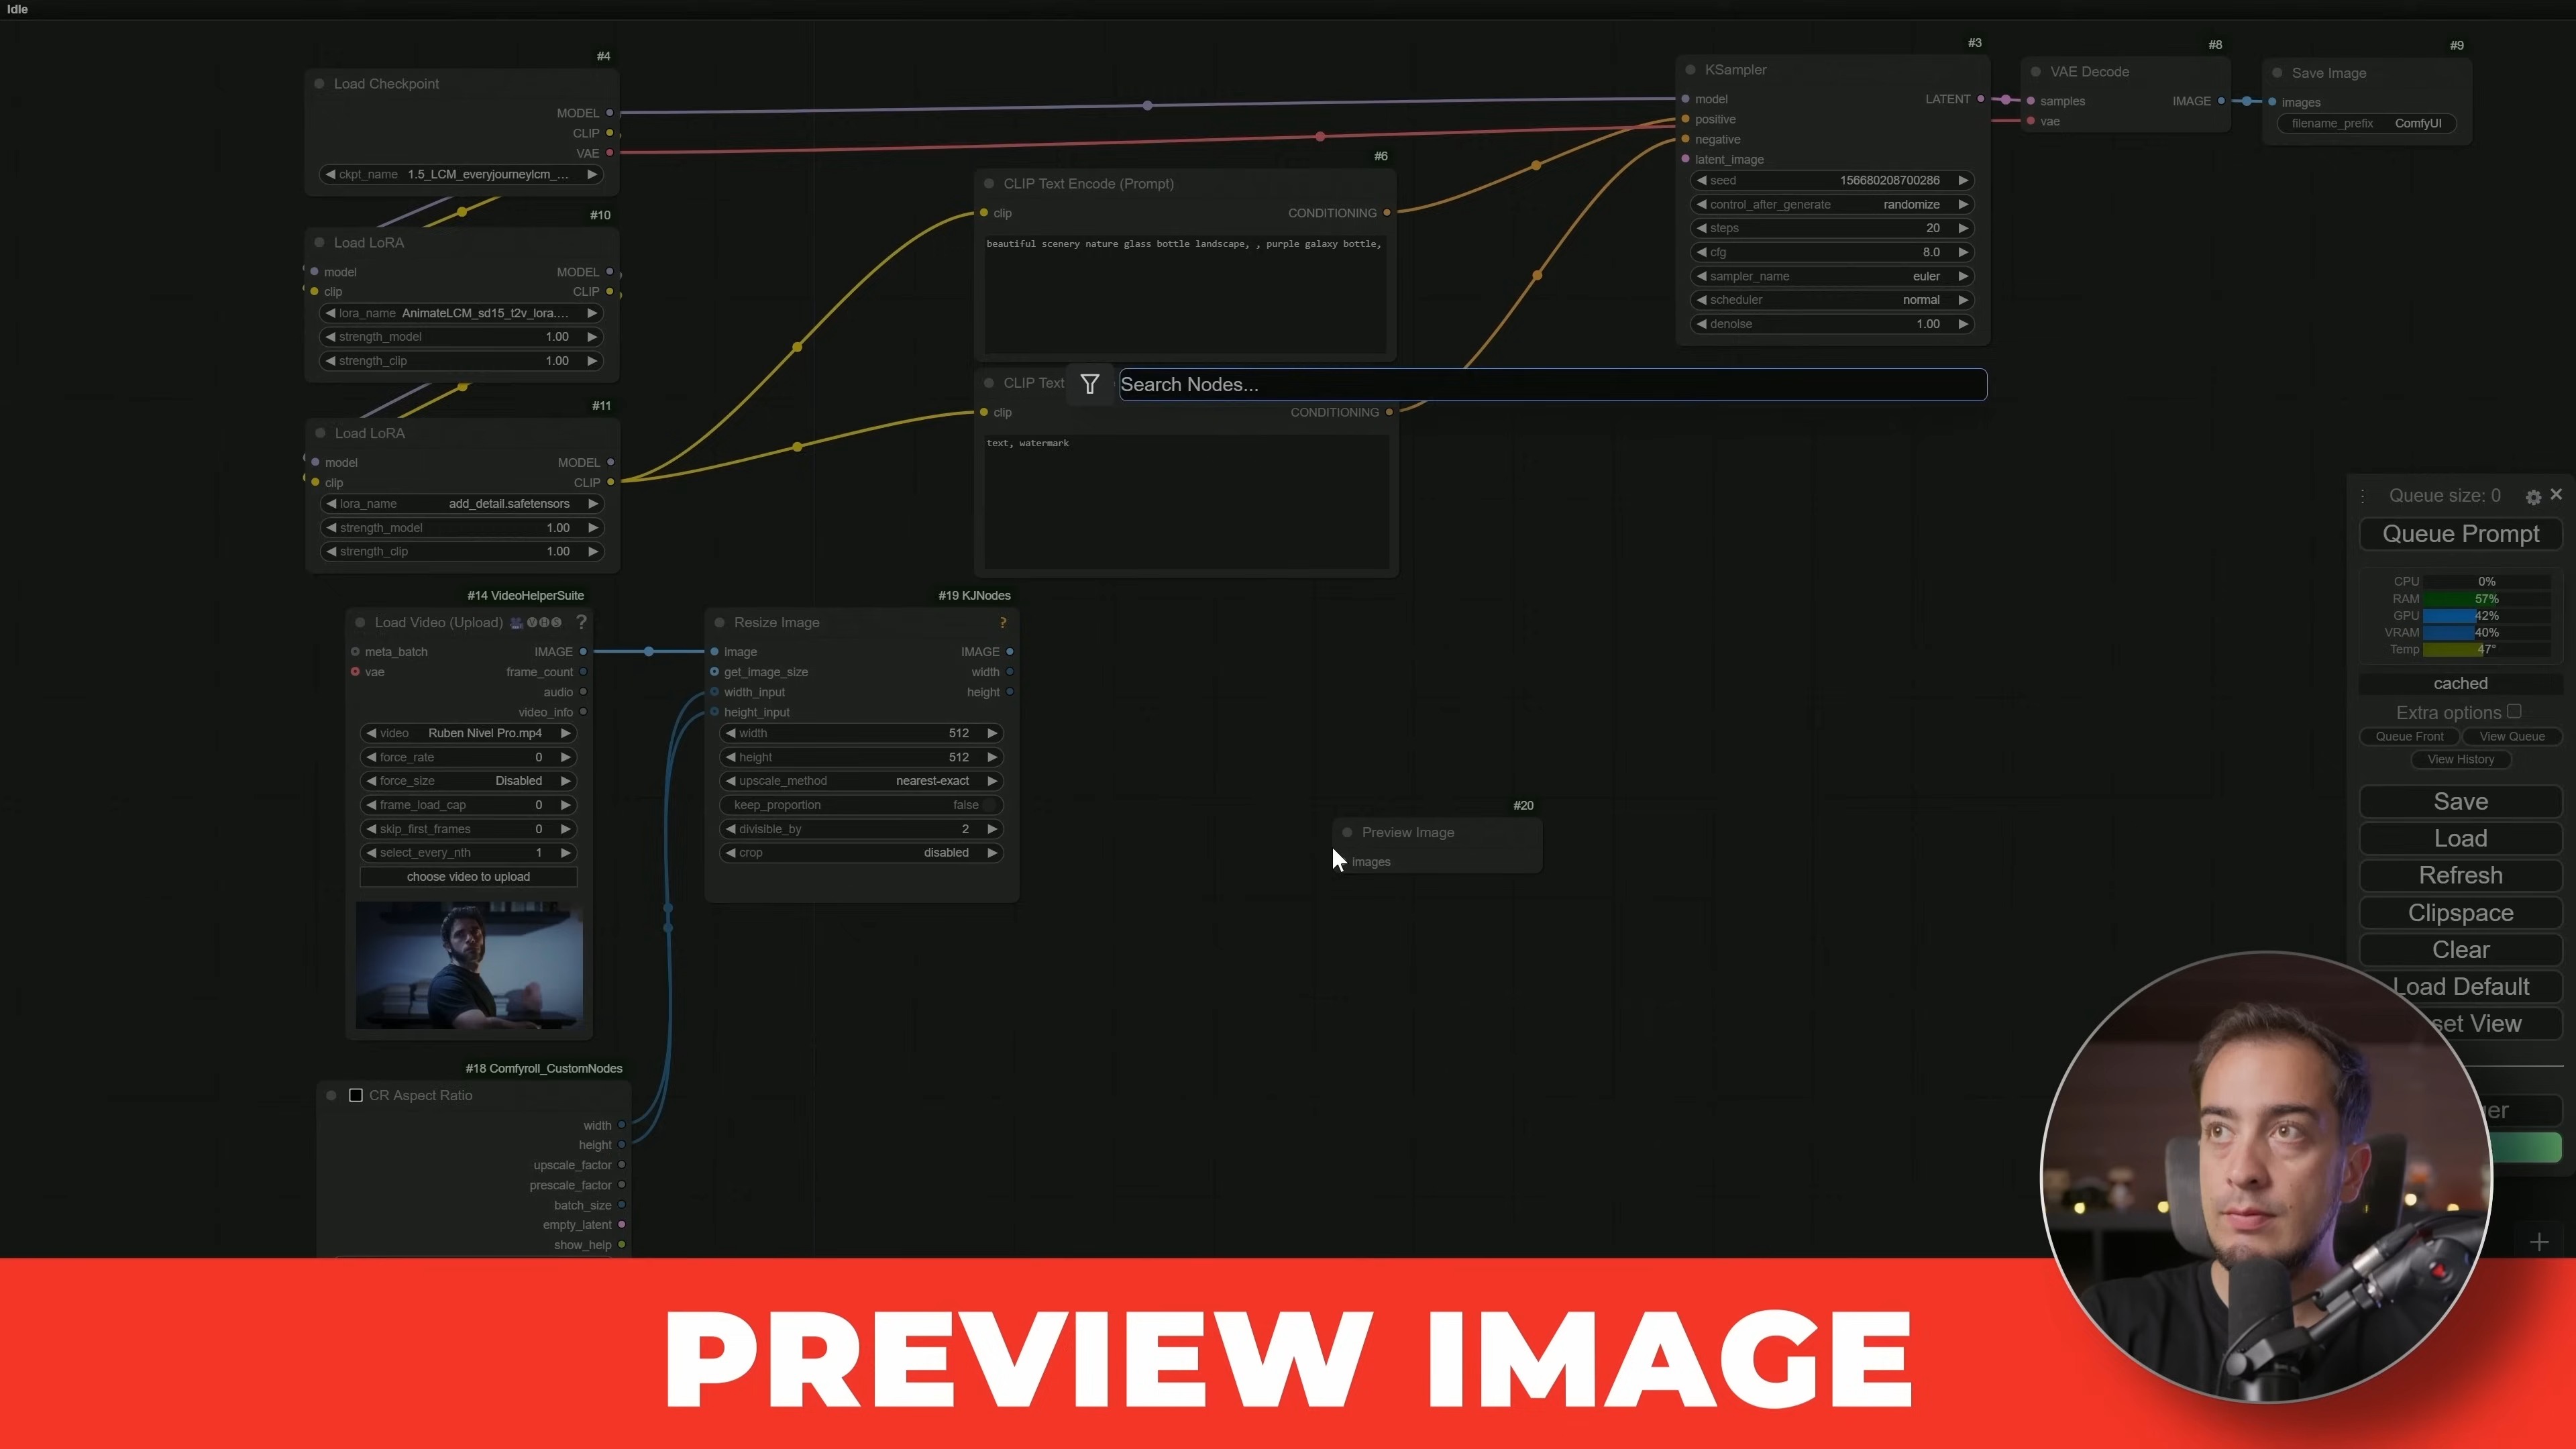 Idle
#4
Load Checkpoint
MODEL
CLIP
VAE
ckpt_name 1.5_LCM_everyjourneylcm_...
#10
Load LoRA
model MODEL
clip CLIP
lora_name AnimateLCM_sd15_t2v_lora....
strength_model 1.00
strength_clip 1.00
#11
Load LoRA
model MODEL
clip CLIP
lora_name add_detail.safetensors
strength_model 1.00
strength_clip 1.00
#6
CLIP Text Encode (Prompt)
clip CONDITIONING
beautiful scenery nature glass bottle landscape, , purple galaxy bottle,
CLIP Text
Search Nodes...
clip CONDITIONING
text, watermark
#3
KSampler
model LATENT
positive
negative
latent_image
seed 156680208700286
control_after_generate randomize
steps 20
cfg 8.0
sampler_name euler
scheduler normal
denoise 1.00
#8
VAE Decode
samples IMAGE
vae
#9
Save Image
images
filename_prefix ComfyUI
#14 VideoHelperSuite
Load Video (Upload) VHS ?
meta_batch IMAGE
vae frame_count
audio
video_info
video Ruben Nivel Pro.mp4
force_rate 0
force_size Disabled
frame_load_cap 0
skip_first_frames 0
select_every_nth 1
choose video to upload
#19 KJNodes
Resize Image ?
image IMAGE
get_image_size width
width_input height
height_input
width 512
height 512
upscale_method nearest-exact
keep_proportion false
divisible_by 2
crop disabled
#20
Preview Image
images
#18 Comfyroll_CustomNodes
CR Aspect Ratio
width
height
upscale_factor
prescale_factor
batch_size
empty_latent
show_help
Queue size: 0
Queue Prompt
CPU 0%
RAM 57%
GPU 42%
VRAM 40%
Temp 47°
cached
Extra options
Queue Front View Queue
View History
Save
Load
Refresh
Clipspace
Clear
Load Default
set View
er
PREVIEW IMAGE